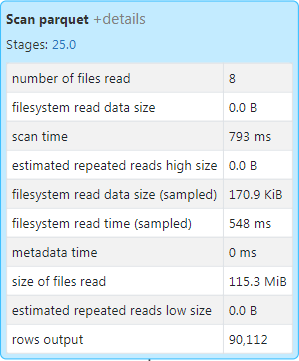 Scan parquet +details
Stages: 25.0
number of files read 8
filesystem read data size 0.0 B
scan time 793 ms
estimated repeated reads high size 0.0 B
filesystem read data size (sampled) 170.9 KiB
filesystem read time (sampled) 548 ms
metadata time 0 ms
size of files read 115.3 MiB
estimated repeated reads low size 0.0 B
rows output 90,112